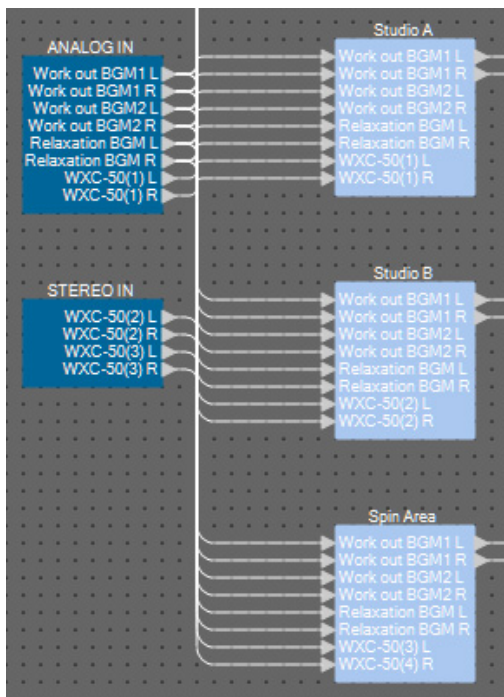 ANALOG IN
Work out BGM1 L
Work out BGM1 R
Work out BGM2 L
Work out BGM2 R
Relaxation BGM L
Relaxation BGM R
WXC-50(1) L
WXC-50(1) R
STEREO IN
WXC-50(2) L
WXC-50(2) R
WXC-50(3) L
WXC-50(3) R
Studio A
Work out BGM1 L
Work out BGM1 R
Work out BGM2 L
Work out BGM2 R
Relaxation BGM L
Relaxation BGM R
WXC-50(1) L
WXC-50(1) R
Studio B
Work out BGM1 L
Work out BGM1 R
Work out BGM2 L
Work out BGM2 R
Relaxation BGM L
Relaxation BGM R
WXC-50(2) L
WXC-50(2) R
Spin Area
Work out BGM1 L
Work out BGM1 R
Work out BGM2 L
Work out BGM2 R
Relaxation BGM L
Relaxation BGM R
WXC-50(3) L
WXC-50(4) R